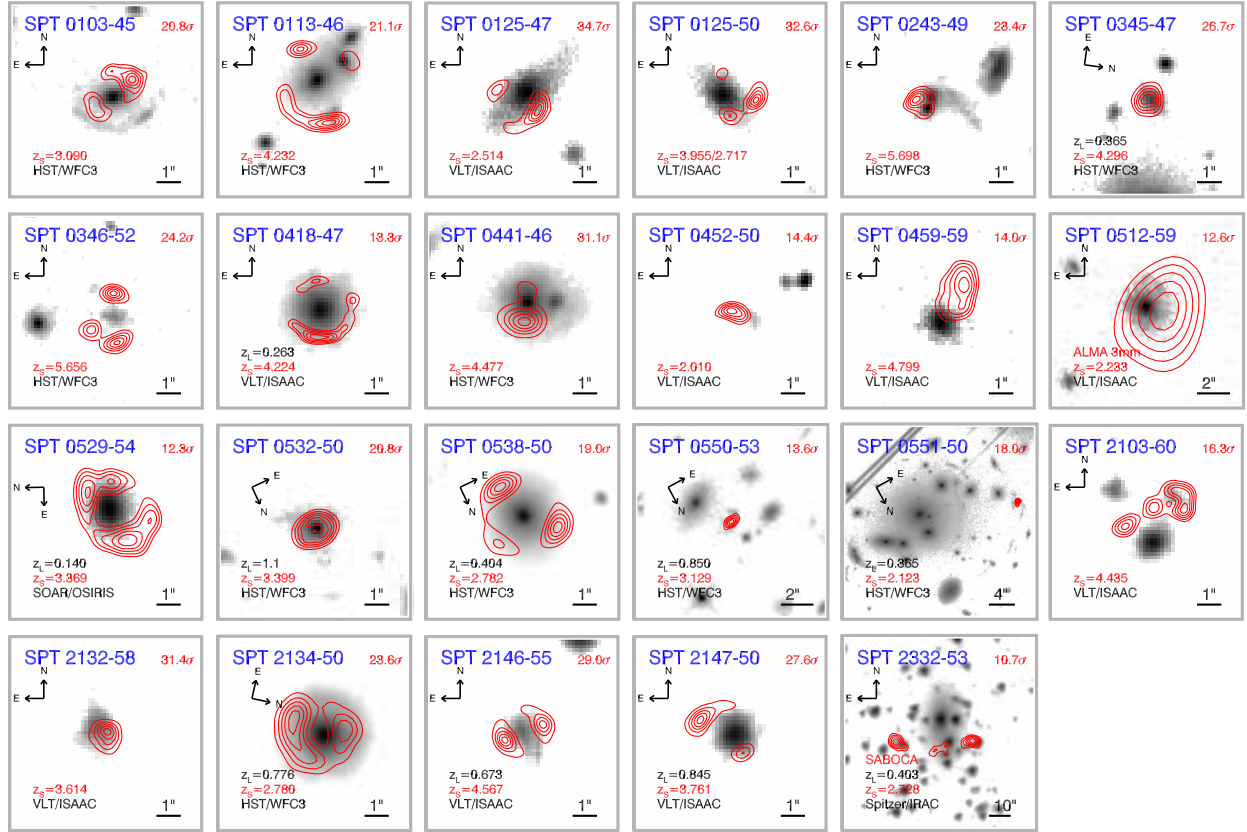 SPT 0103-45 20.8σ
N
E
z_S=3.090
HST/WFC3 1"
SPT 0113-46 21.1σ
N
E
z_S=4.232
HST/WFC3 1"
SPT 0125-47 34.7σ
N
E
z_S=2.514
VLT/ISAAC 1"
SPT 0125-50 32.6σ
N
E
z_S=3.955/2.717
VLT/ISAAC 1"
SPT 0243-49 23.4σ
N
E
z_S=5.698
HST/WFC3 1"
SPT 0345-47 26.7σ
E
N
z_L=0.365
z_S=4.296
HST/WFC3 1"
SPT 0346-52 24.2σ
N
E
z_S=5.656
HST/WFC3 1"
SPT 0418-47 13.3σ
N
E
z_L=0.263
z_S=4.224
VLT/ISAAC 1"
SPT 0441-46 31.1σ
N
E
z_S=4.477
HST/WFC3 1"
SPT 0452-50 14.4σ
N
E
z_S=2.010
VLT/ISAAC 1"
SPT 0459-59 14.0σ
N
E
z_S=4.799
VLT/ISAAC 1"
SPT 0512-59 12.6σ
N
E
ALMA 3mm
z_S=2.233
VLT/ISAAC 2"
SPT 0529-54 12.3σ
N
E
z_L=0.140
z_S=3.369
SOAR/OSIRIS 1"
SPT 0532-50 20.8σ
E
N
z_L=1.1
z_S=3.399
HST/WFC3 1"
SPT 0538-50 19.0σ
E
N
z_L=0.404
z_S=2.782
HST/WFC3 1"
SPT 0550-53 13.6σ
E
N
z_L=0.850
z_S=3.129
HST/WFC3 2"
SPT 0551-50 18.0σ
E
N
z_L=0.365
z_S=2.123
HST/WFC3 4"
SPT 2103-60 16.3σ
N
E
z_S=4.435
VLT/ISAAC 1"
SPT 2132-58 31.4σ
N
E
z_S=3.614
VLT/ISAAC 1"
SPT 2134-50 23.6σ
E
N
z_L=0.776
z_S=2.780
HST/WFC3 1"
SPT 2146-55 29.0σ
N
E
z_L=0.673
z_S=4.567
VLT/ISAAC 1"
SPT 2147-50 27.6σ
N
E
z_L=0.845
z_S=3.761
VLT/ISAAC 1"
SPT 2332-53 10.7σ
N
E
SABOCA
z_L=0.403
z_S=2.728
Spitzer/IRAC 10"